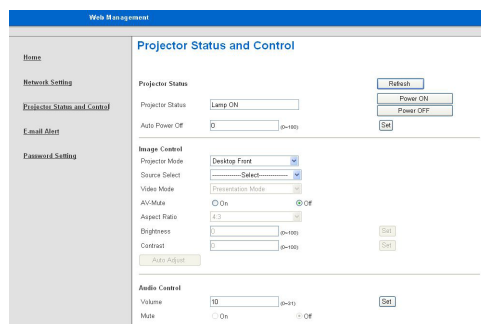 Web Management
Projector Status and Control
Home
Network Setting
Projector Status and Control
E-mail Alert
Password Setting
Projector Status Refresh
Power ON
Projector Status Lamp ON
Power OFF
Auto Power Off 0 (0~180) Set
Image Control
Projector Mode Desktop Front
Source Select --------------Select--------------
Video Mode Presentation Mode
AV-Mute On Off
Aspect Ratio 4:3
Brightness 0 (0~100) Set
Contrast 0 (0~100) Set
Auto Adjust
Audio Control
Volume 10 (0~31) Set
Mute On Off